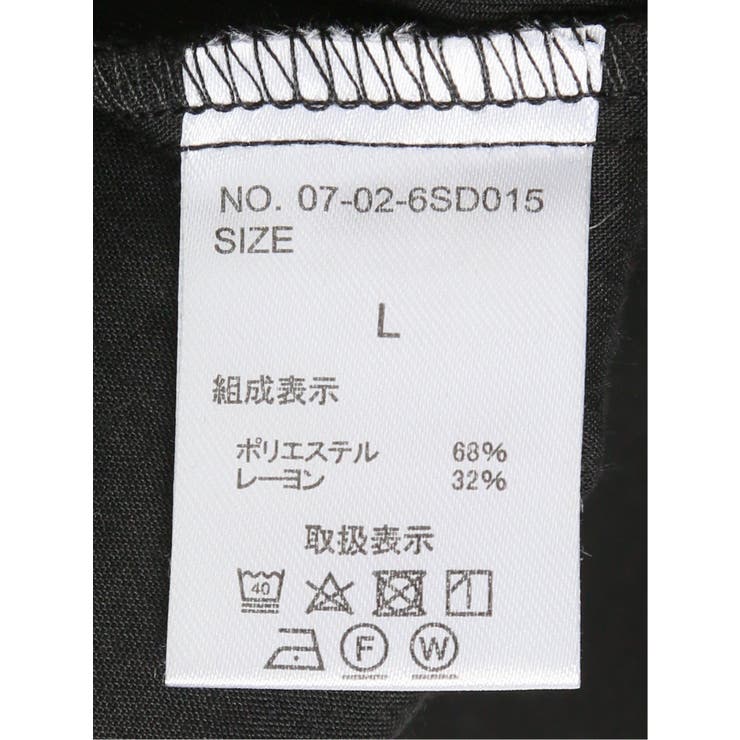 NO. 07-02-6SD015
SIZE
L
組成表示
ポリエステル 68%
レーヨン 32%
取扱表示
40
F W